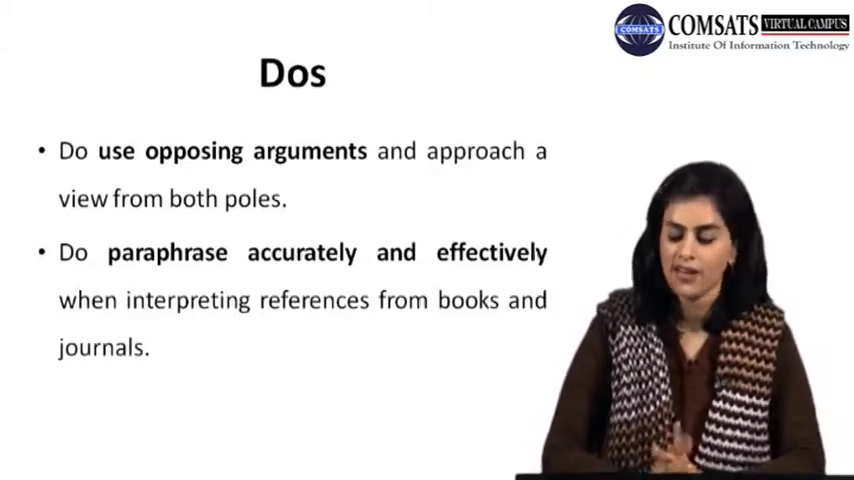 COMSATS VIRTUAL CAMPUS
COMSATS
Institute Of Information Technology
Dos
• Do use opposing arguments and approach a
view from both poles.
• Do paraphrase accurately and effectively
when interpreting references from books and
journals.